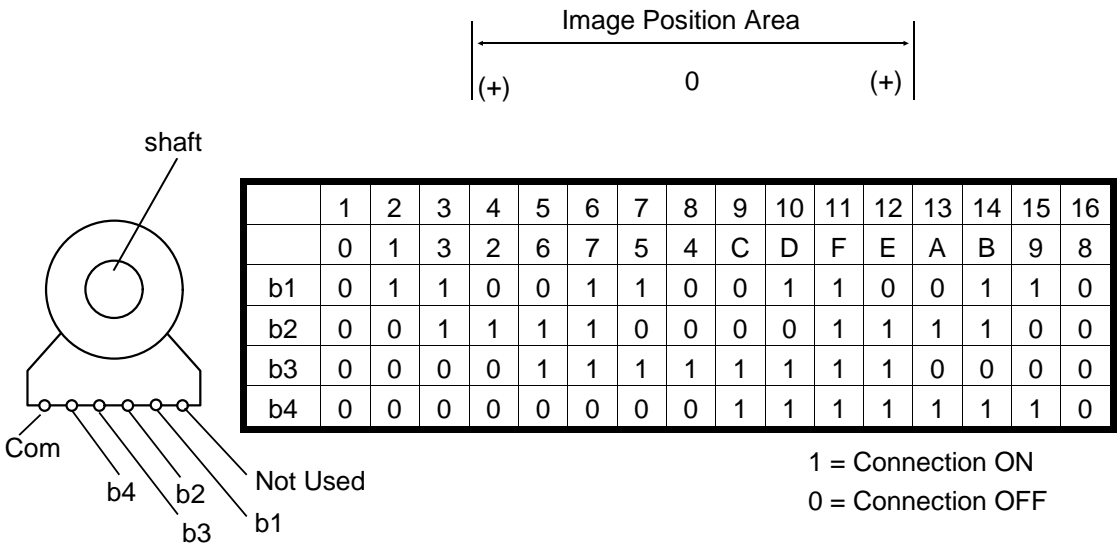 Image Position Area
(+) 0 (+)
shaft
1 2 3 4 5 6 7 8 9 10 11 12 13 14 15 16
0 1 3 2 6 7 5 4 C D F E A B 9 8
b1 0 1 1 0 0 1 1 0 0 1 1 0 0 1 1 0
b2 0 0 1 1 1 1 0 0 0 0 1 1 1 1 0 0
b3 0 0 0 0 1 1 1 1 1 1 1 1 0 0 0 0
b4 0 0 0 0 0 0 0 0 1 1 1 1 1 1 1 0
Com
b4
b3
b2
b1
Not Used
1 = Connection ON
0 = Connection OFF